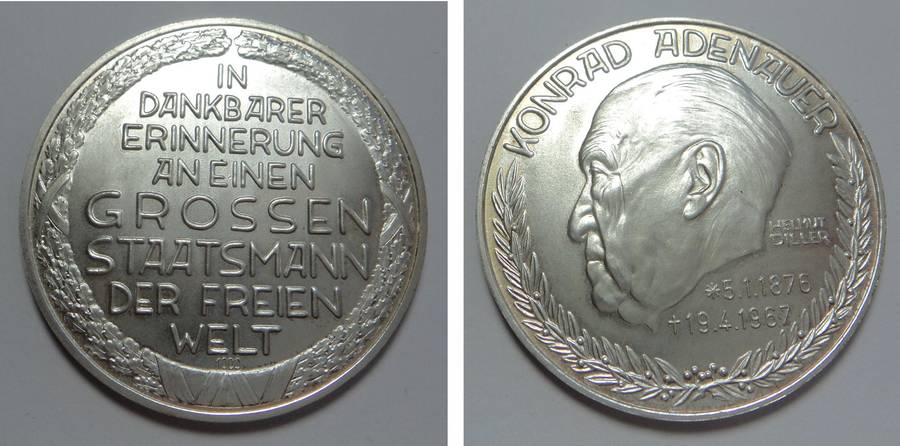 IN
DANKBARER
ERINNERUNG
AN EINEN
GROSSEN
STAATSMANN
DER FREIEN
WELT
1000
KONRAD ADENAUER
HELMUT
DILLER
*5.1.1876
†19.4.1967